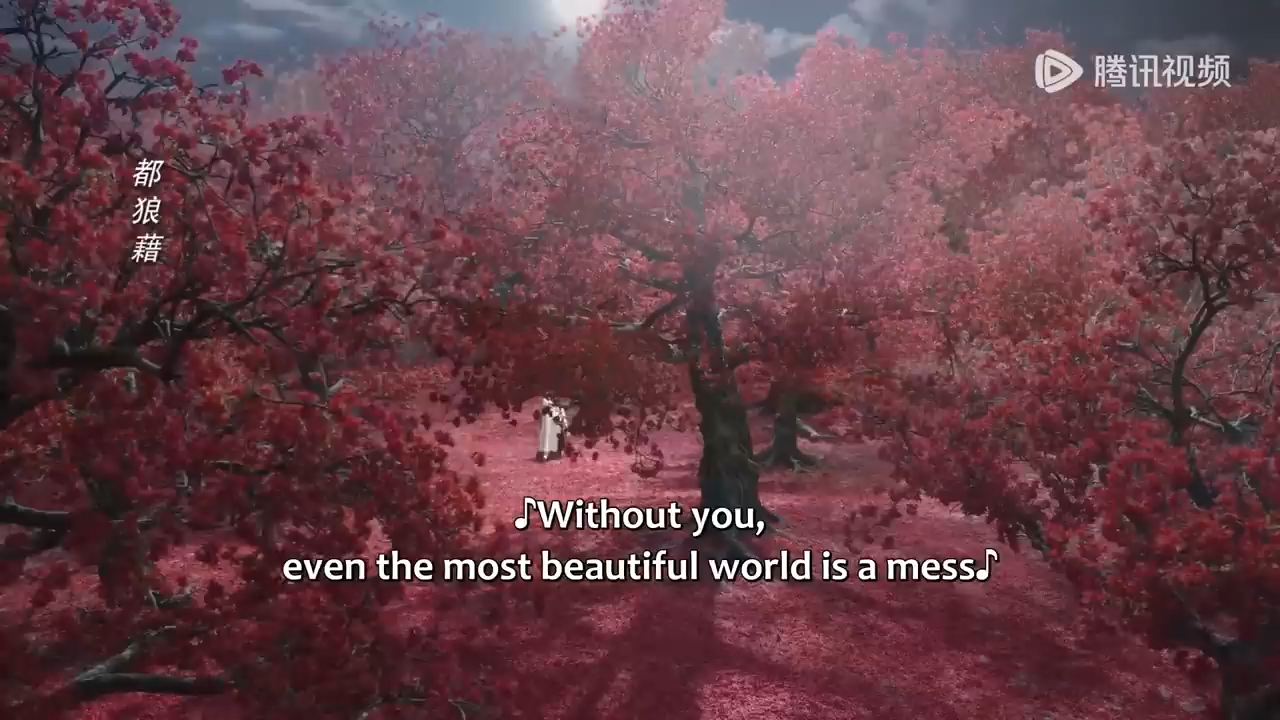 腾讯视频
都狼藉
♪Without you,
even the most beautiful world is a mess♪